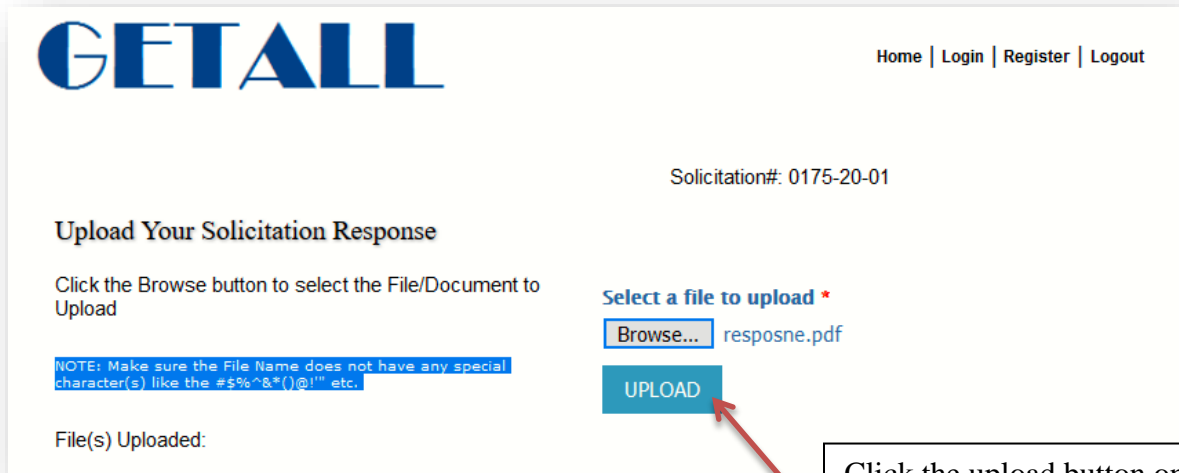 GETALL
Home | Login | Register | Logout
Solicitation#: 0175-20-01
Upload Your Solicitation Response
Click the Browse button to select the File/Document to
Upload
NOTE: Make sure the File Name does not have any special
character(s) like the #$%^&*()@!'" etc.
Select a file to upload *
Browse... resposne.pdf
UPLOAD
File(s) Uploaded:
Click the upload button